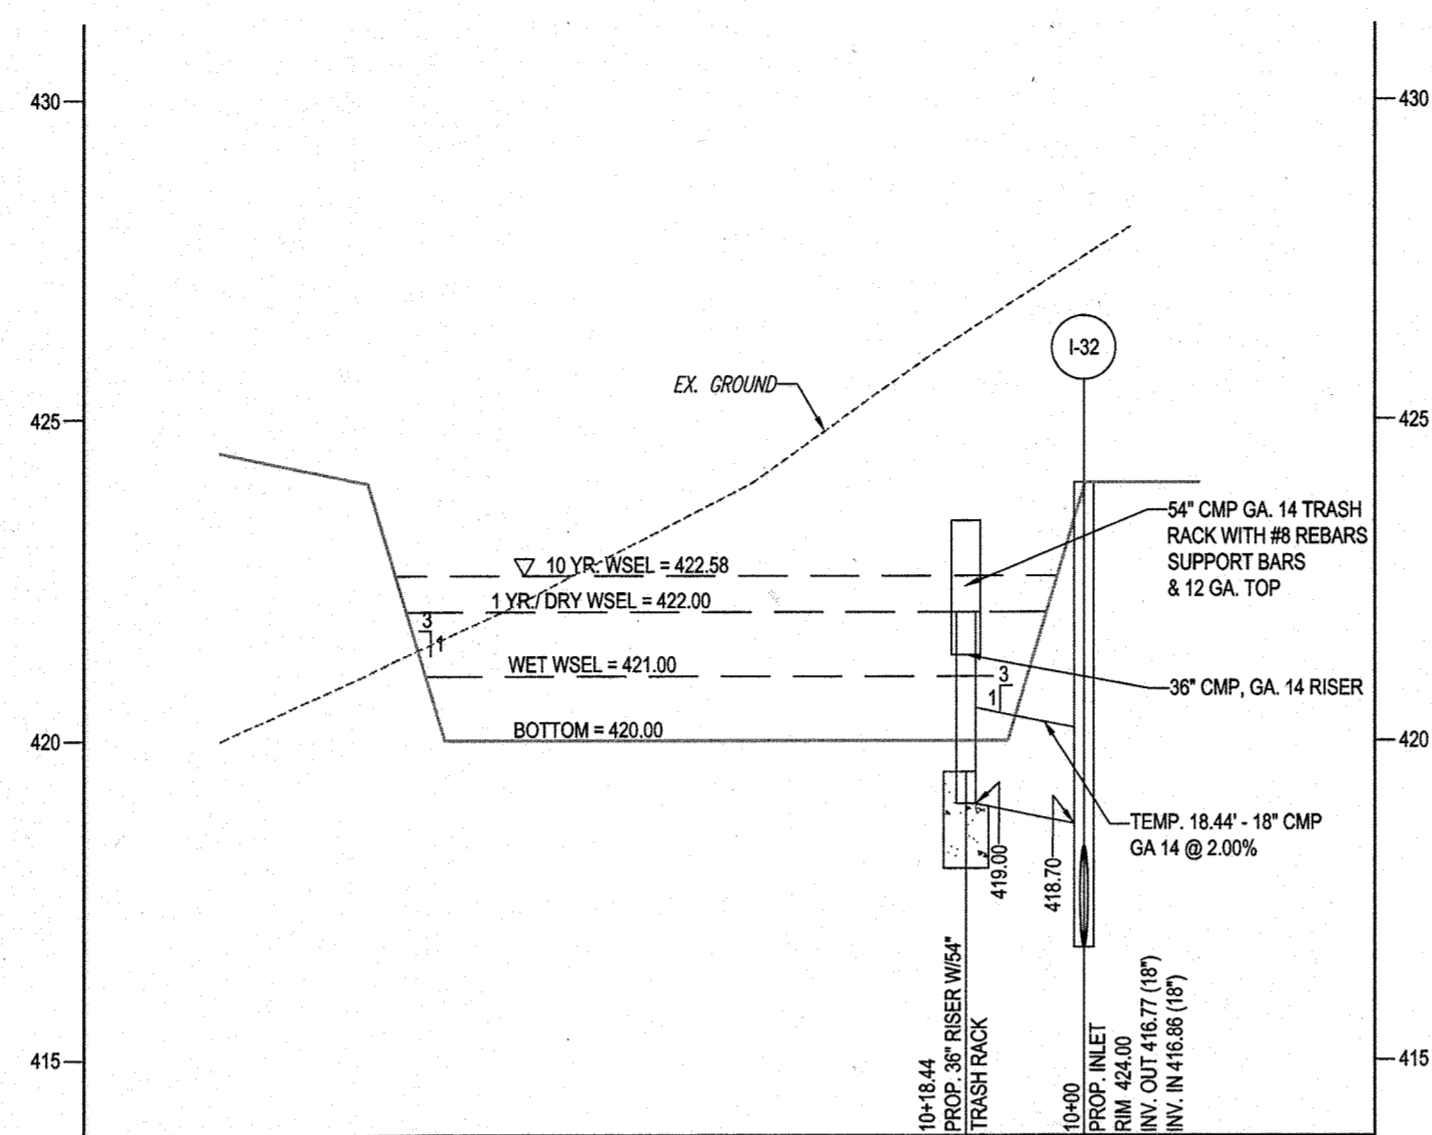 430
430
I-32
EX. GROUND
425
425
54" CMP GA. 14 TRASH
RACK WITH #8 REBARS
SUPPORT BARS
& 12 GA. TOP
10 YR. WSEL = 422.58
1 YR./ DRY WSEL = 422.00
3
1
WET WSEL = 421.00
3
1
36" CMP, GA. 14 RISER
BOTTOM = 420.00
420
420
TEMP. 18.44' - 18" CMP
GA 14 @ 2.00%
419.00
418.70
415
415
10+18.44
PROP. 36" RISER W/54"
TRASH RACK
10+00
PROP. INLET
RIM 424.00
INV. OUT 416.77 (18")
INV. IN 416.86 (18")